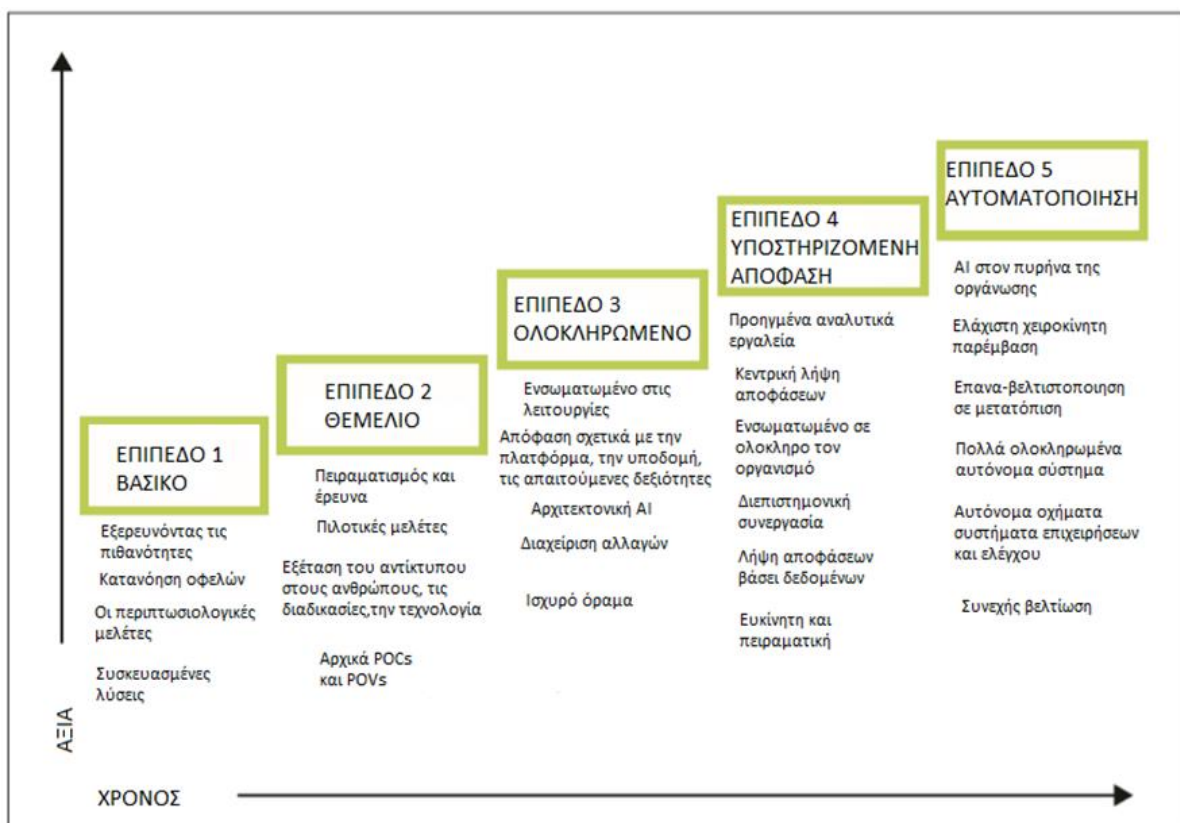 ΕΠΙΠΕΔΟ 1
ΒΑΣΙΚΟ
Εξερευνόντας τις
πιθανότητες
Κατανόηση οφελών
Οι περιπτωσιολογικές
μελέτες
Συσκευασμένες
λύσεις
ΕΠΙΠΕΔΟ 2
ΘΕΜΕΛΙΟ
Πειραματισμός και
έρευνα
Πιλοτικές μελέτες
Εξέταση του αντίκτυπου
στους ανθρώπους, τις
διαδικασίες,την τεχνολογία
Αρχικά POCs
και POVs
ΕΠΙΠΕΔΟ 3
ΟΛΟΚΛΗΡΩΜΕΝΟ
Ενσωματωμένο στις
λειτουργίες
Απόφαση σχετικά με την
πλατφόρμα, την υποδομή,
τις απαιτούμενες δεξιότητες
Αρχιτεκτονική AI
Διαχείριση αλλαγών
Ισχυρό όραμα
ΕΠΙΠΕΔΟ 4
ΥΠΟΣΤΗΡΙΖΟΜΕΝΗ
ΑΠΟΦΑΣΗ
Προηγμένα αναλυτικά
εργαλεία
Κεντρική λήψη
αποφάσεων
Ενσωματωμένο σε
ολοκληρο τον
οργανισμό
Διεπιστημονική
συνεργασία
Λήψη αποφάσεων
βάσει δεδομένων
Ευκίνητη και
πειραματική
ΕΠΙΠΕΔΟ 5
ΑΥΤΟΜΑΤΟΠΟΙΗΣΗ
AI στον πυρήνα της
οργάνωσης
Ελάχιστη χειροκίνητη
παρέμβαση
Επανα-βελτιστοποιηση
σε μετατόπιση
Πολλά ολοκληρωμένα
αυτόνομα σύστημα
Αυτόνομα οχήματα
συστήματα επιχειρήσεων
και ελέγχου
Συνεχής βελτίωση
ΑΞΙΑ
ΧΡΟΝΟΣ